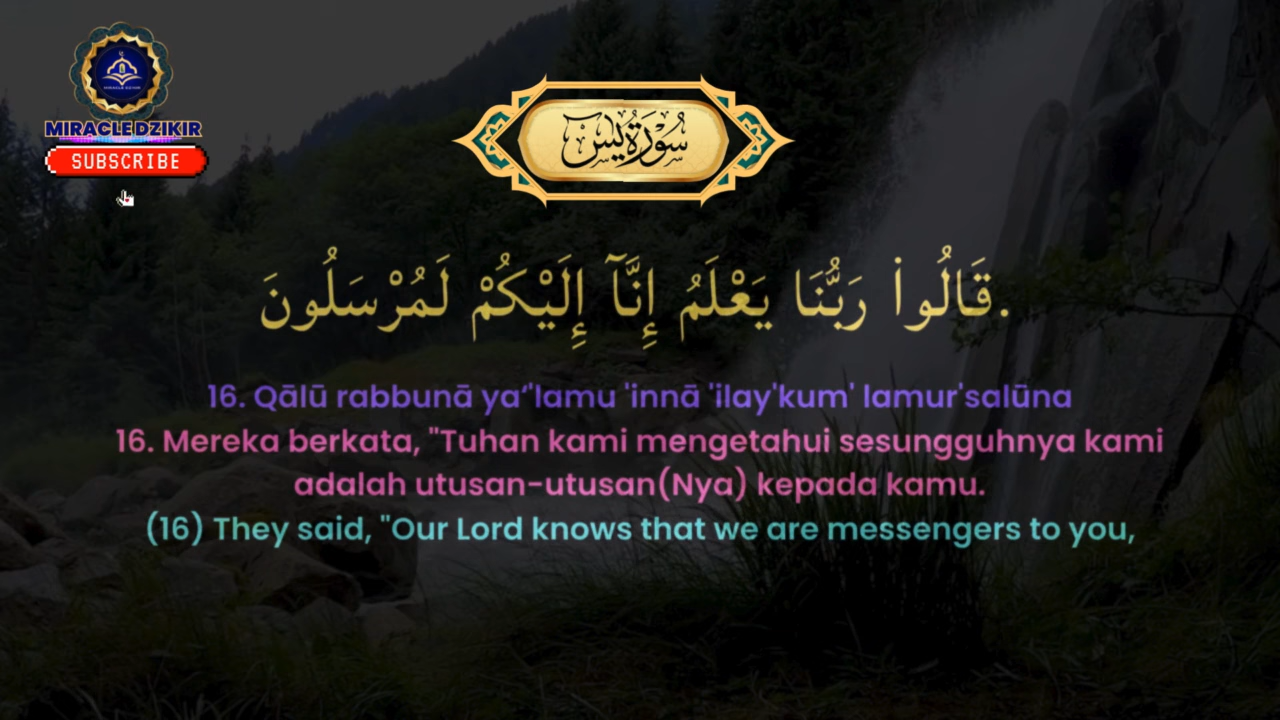 MIRACLE DZIKIR
SUBSCRIBE
سُورَةُ يسٓ
قَالُوا۟ رَبُّنَا يَعْلَمُ إِنَّآ إِلَيْكُمْ لَمُرْسَلُونَ.
16. Qālū rabbunā ya‘'lamu 'innā 'ilay'kum' lamur'salūna
16. Mereka berkata, "Tuhan kami mengetahui sesungguhnya kami
adalah utusan-utusan(Nya) kepada kamu.
(16) They said, "Our Lord knows that we are messengers to you,